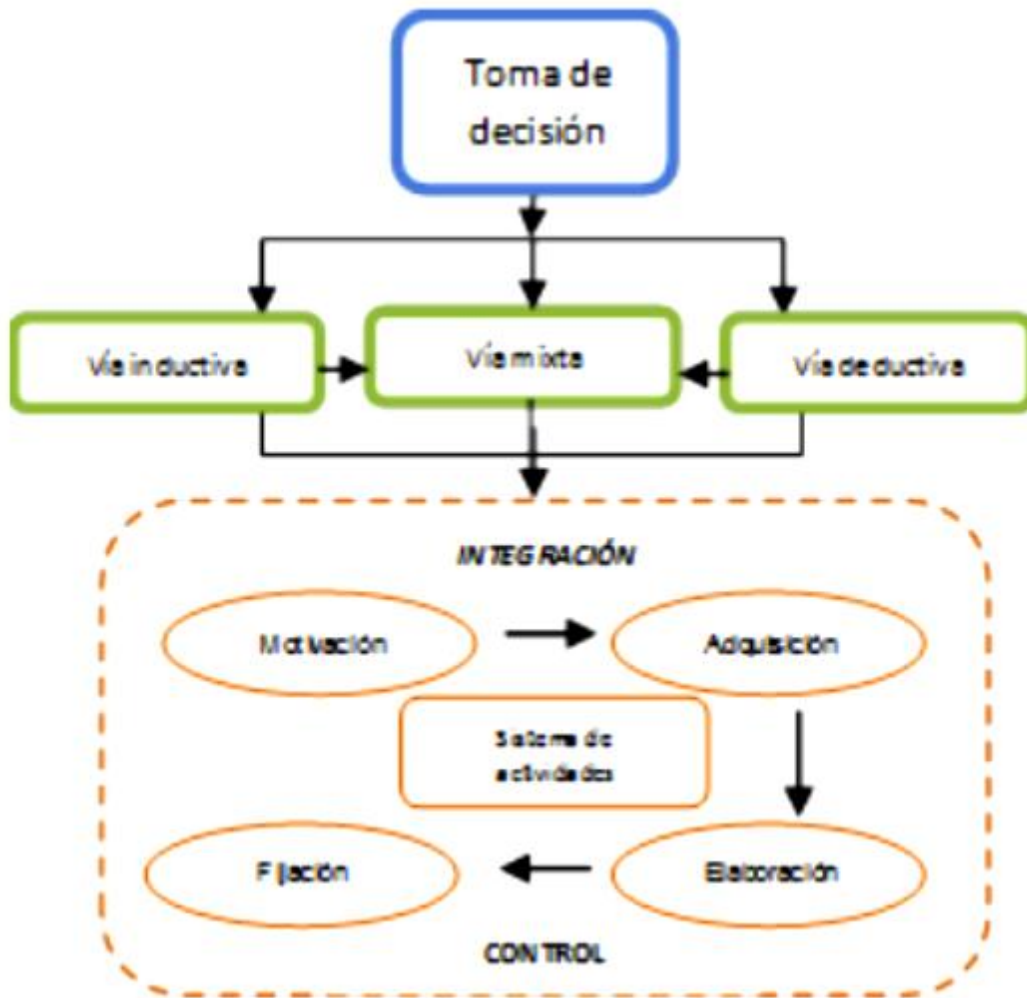 Toma de
decisión
Vía inductiva
Vía mixta
Vía deductiva
INTEGRACIÓN
Motivación
Adquisición
Sistema de
actividades
Fijación
Elaboración
CONTROL